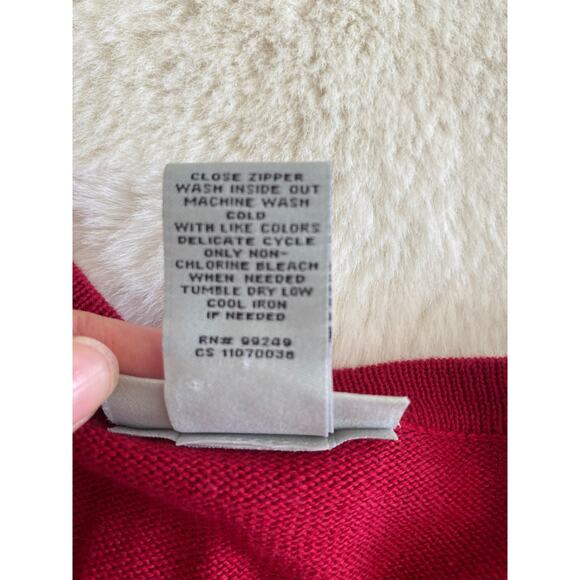 CLOSE ZIPPER
WASH INSIDE OUT
MACHINE WASH
COLD
WITH LIKE COLORS
DELICATE CYCLE
ONLY NON-
CHLORINE BLEACH
WHEN NEEDED
TUMBLE DRY LOW
COOL IRON
IF NEEDED
RN# 99249
CS 11070038